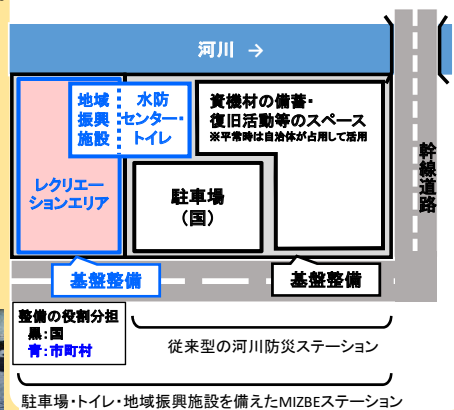 河川 →
地域
振興
施設
水防
センター・
トイレ
資機材の備蓄・
復旧活動等のスペース
※平常時は自治体が占用して活用
幹線道路
レクリエー
ションエリア
駐車場
（国）
基盤整備
基盤整備
整備の役割分担
黒：国
青：市町村
従来型の河川防災ステーション
駐車場・トイレ・地域振興施設を備えたMIZBEステーション